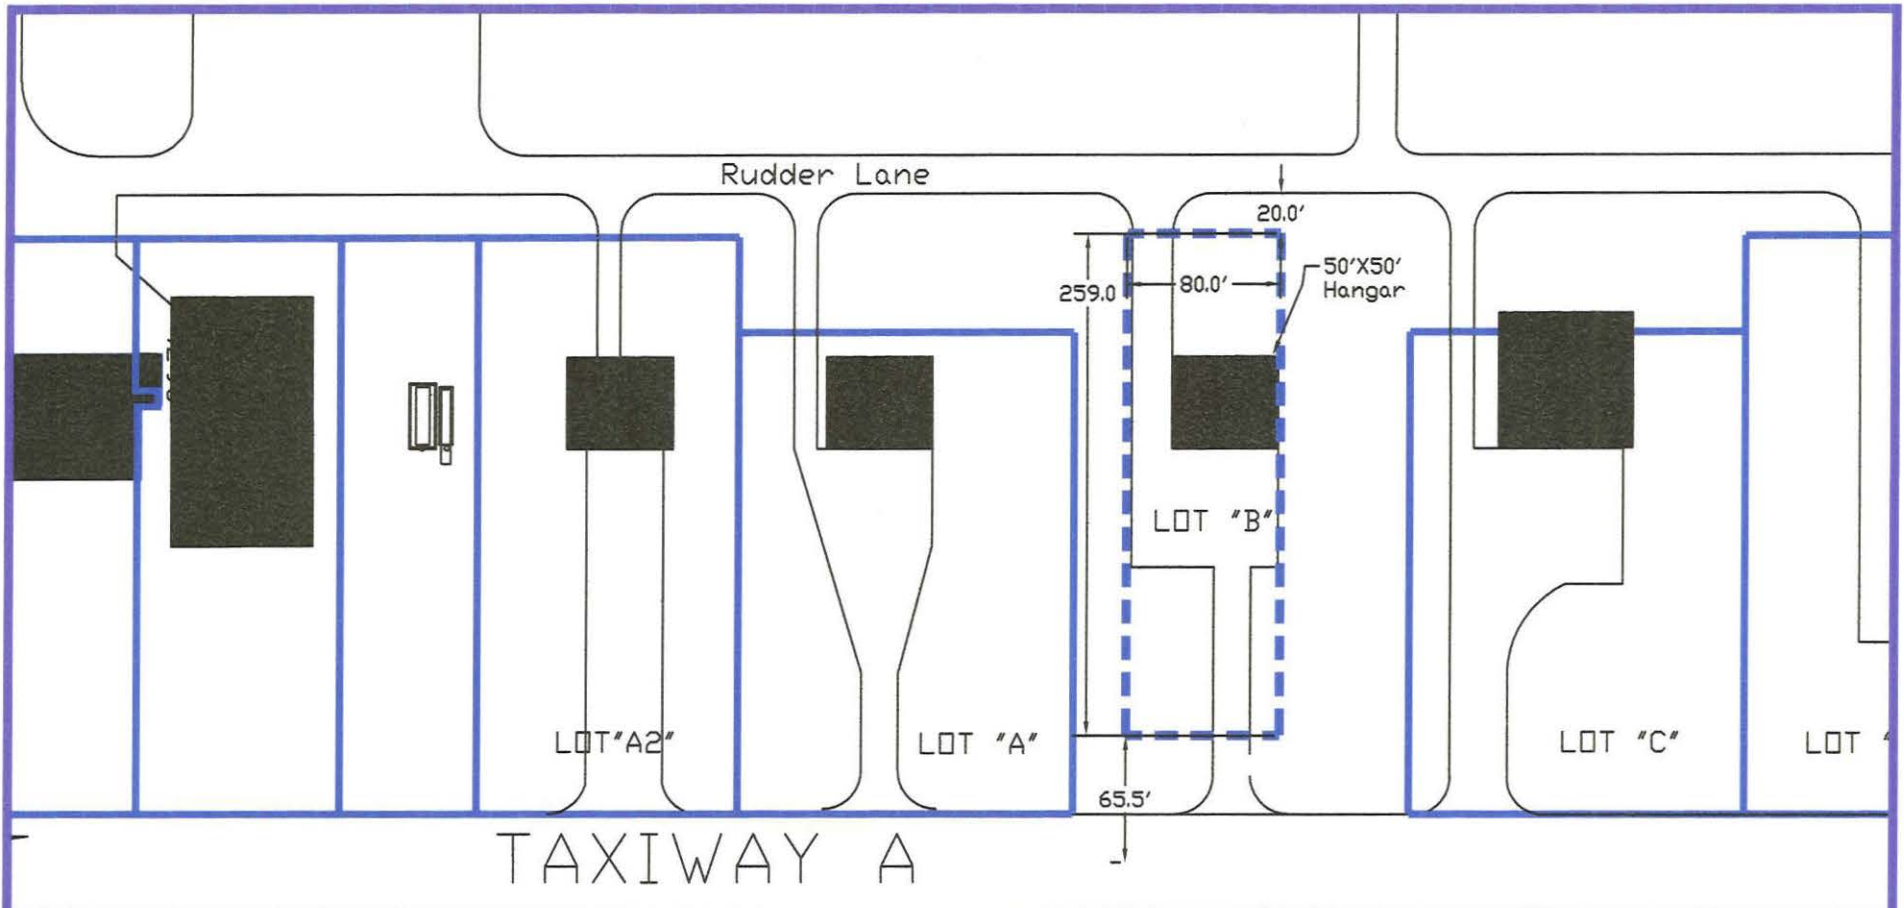 Rudder Lane
20.0'
50'X50'
Hangar
259.0
80.0'
LOT "B"
LOT"A2"
LOT "A"
LOT "C"
LOT "
65.5'
TAXIWAY A